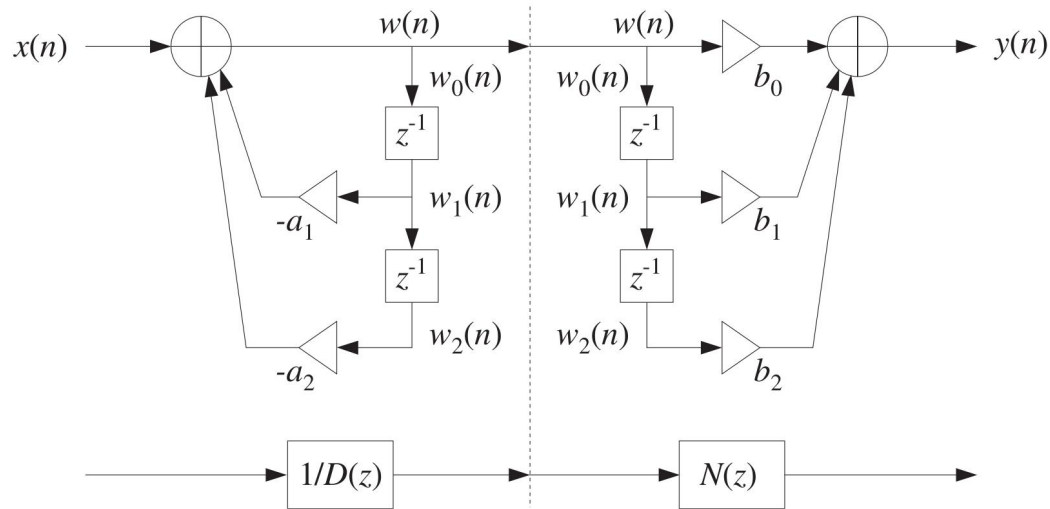 x(n) w(n) w(n) y(n)
w₀(n) w₀(n) b₀
z⁻¹ z⁻¹
-a₁ w₁(n) w₁(n) b₁
z⁻¹ z⁻¹
-a₂ w₂(n) w₂(n) b₂
1/D(z) N(z)